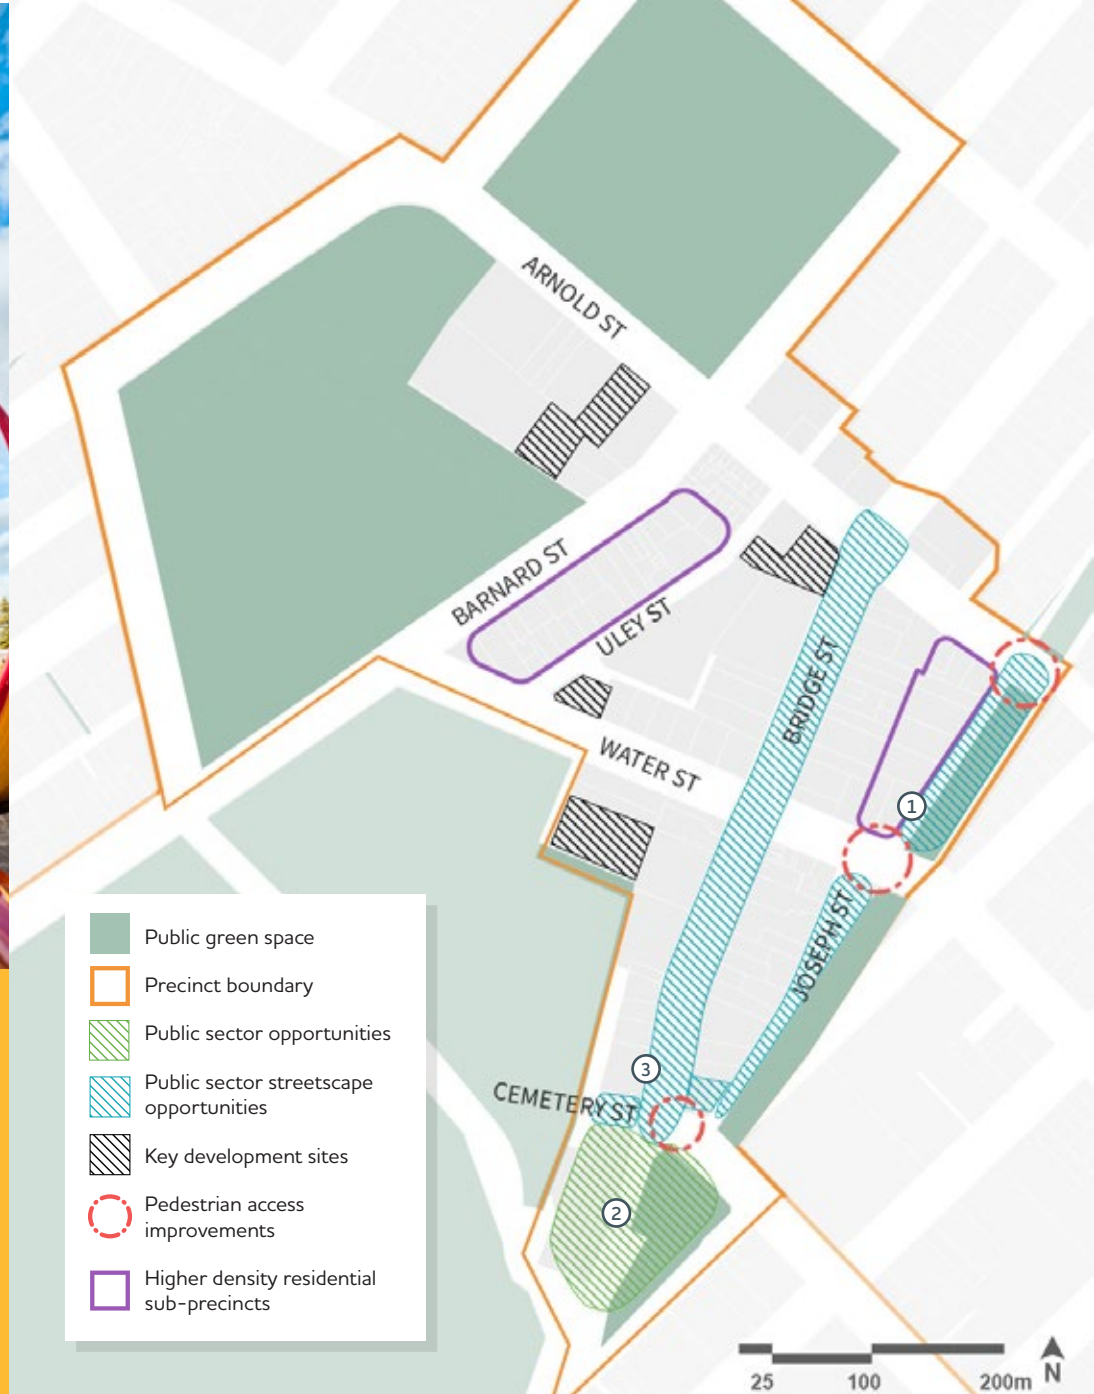 ARNOLD ST
BARNARD ST
ULEY ST
BRIDGE ST
WATER ST
1
JOSEPH ST
3
CEMETERY ST
2
Public green space
Precinct boundary
Public sector opportunities
Public sector streetscape
opportunities
Key development sites
Pedestrian access
improvements
Higher density residential
sub-precincts
25 100 200m N